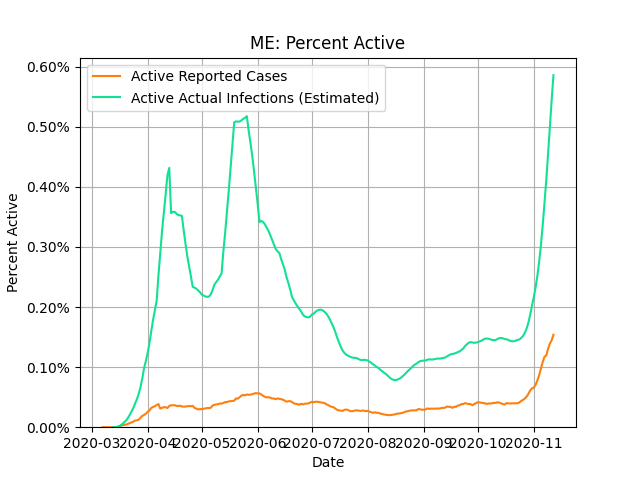 ME: Percent Active
Active Reported Cases
Active Actual Infections (Estimated)
0.60%
0.50%
0.40%
0.30%
0.20%
0.10%
0.00%
Percent Active
2020-03 2020-04 2020-05 2020-06 2020-07 2020-08 2020-09 2020-10 2020-11
Date